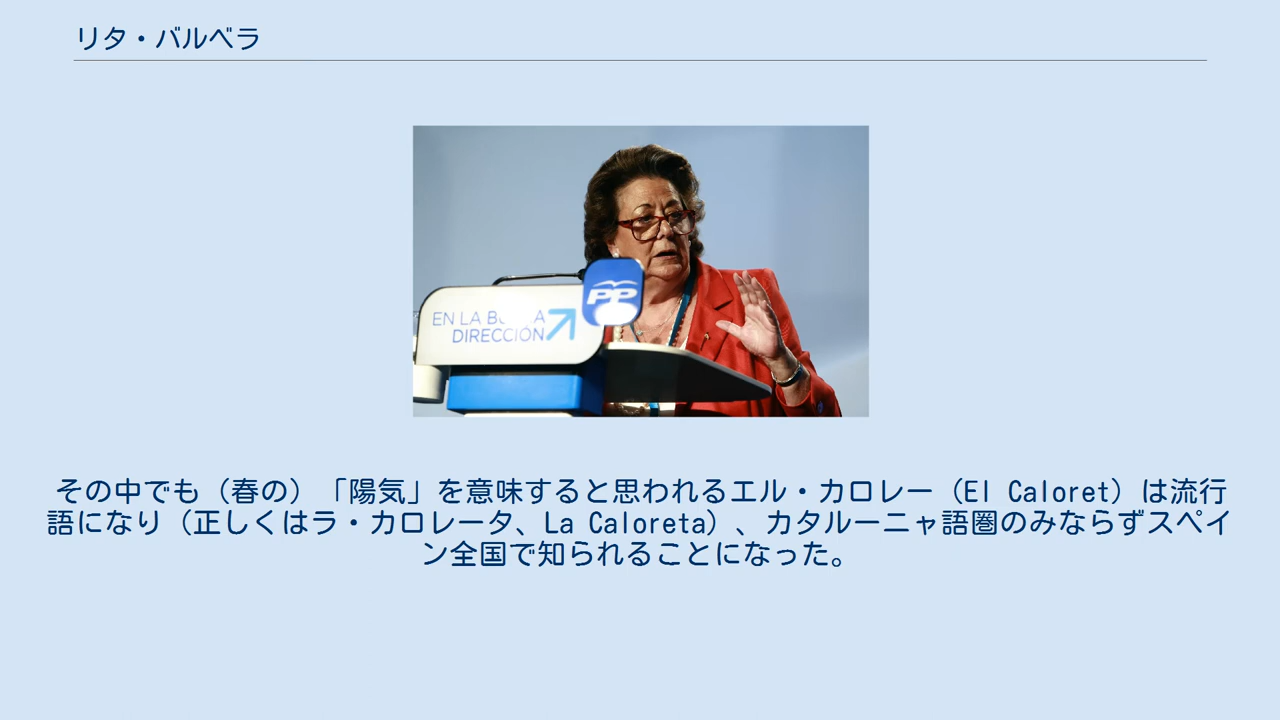 リタ・バルベラ
PP
EN LA B A
DIRECCIÓN
その中でも（春の）「陽気」を意味すると思われるエル・カロレー（El Caloret）は流行
語になり（正しくはラ・カロレータ、La Caloreta）、カタルーニャ語圏のみならずスペイ
ン全国で知られることになった。